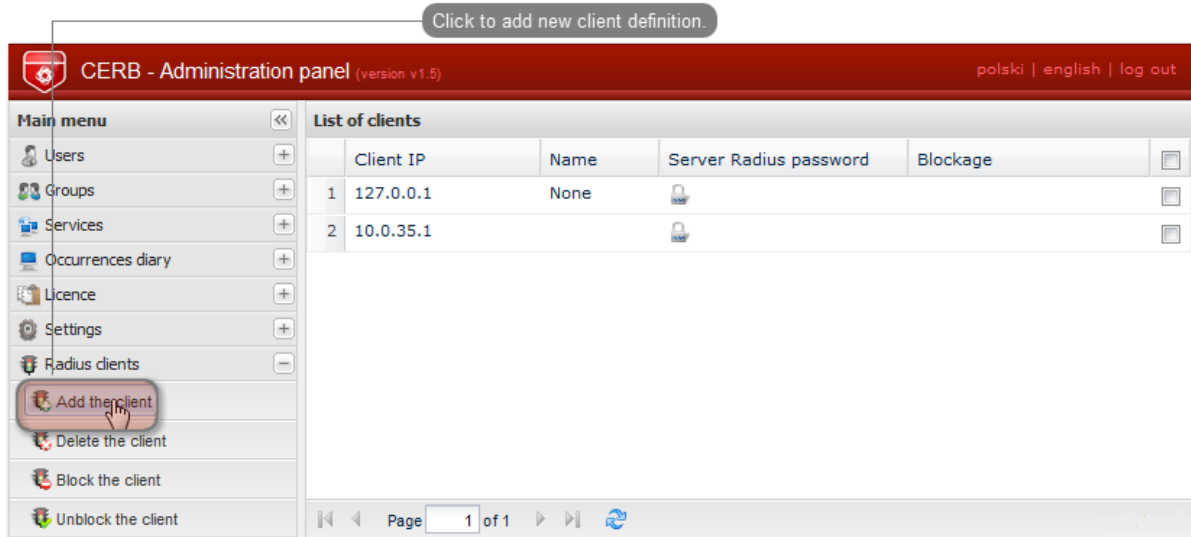 Click to add new client definition.
CERB - Administration panel (version v1.5)
polski | english | log out
Main menu
List of clients
Users
Groups
Services
Occurrences diary
Licence
Settings
Radius clients
Add the client
Delete the client
Block the client
Unblock the client
Client IP Name Server Radius password Blockage
1 127.0.0.1 None
2 10.0.35.1
Page 1 of 1